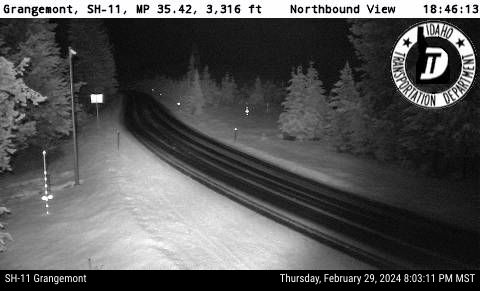 Grangemont, SH-11, MP 35.42, 3,316 ft Northbound View 18:46:13
IDAHO
TRANSPORTATION DEPARTMENT
SH-11 Grangemont Thursday, February 29, 2024 8:03:11 PM MST